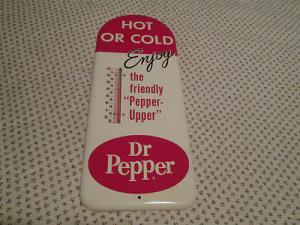 HOT
OR COLD
Enjoy
the
friendly
"Pepper-
Upper"
Dr
Pepper®